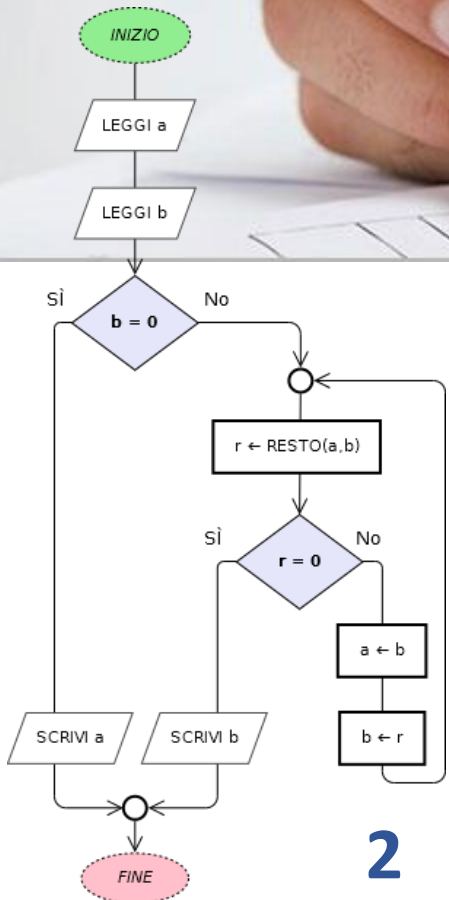 INIZIO
LEGGI a
LEGGI b
SÌ
No
b = 0
r ← RESTO(a,b)
SÌ
No
r = 0
a ← b
SCRIVI a
SCRIVI b
b ← r
FINE
2